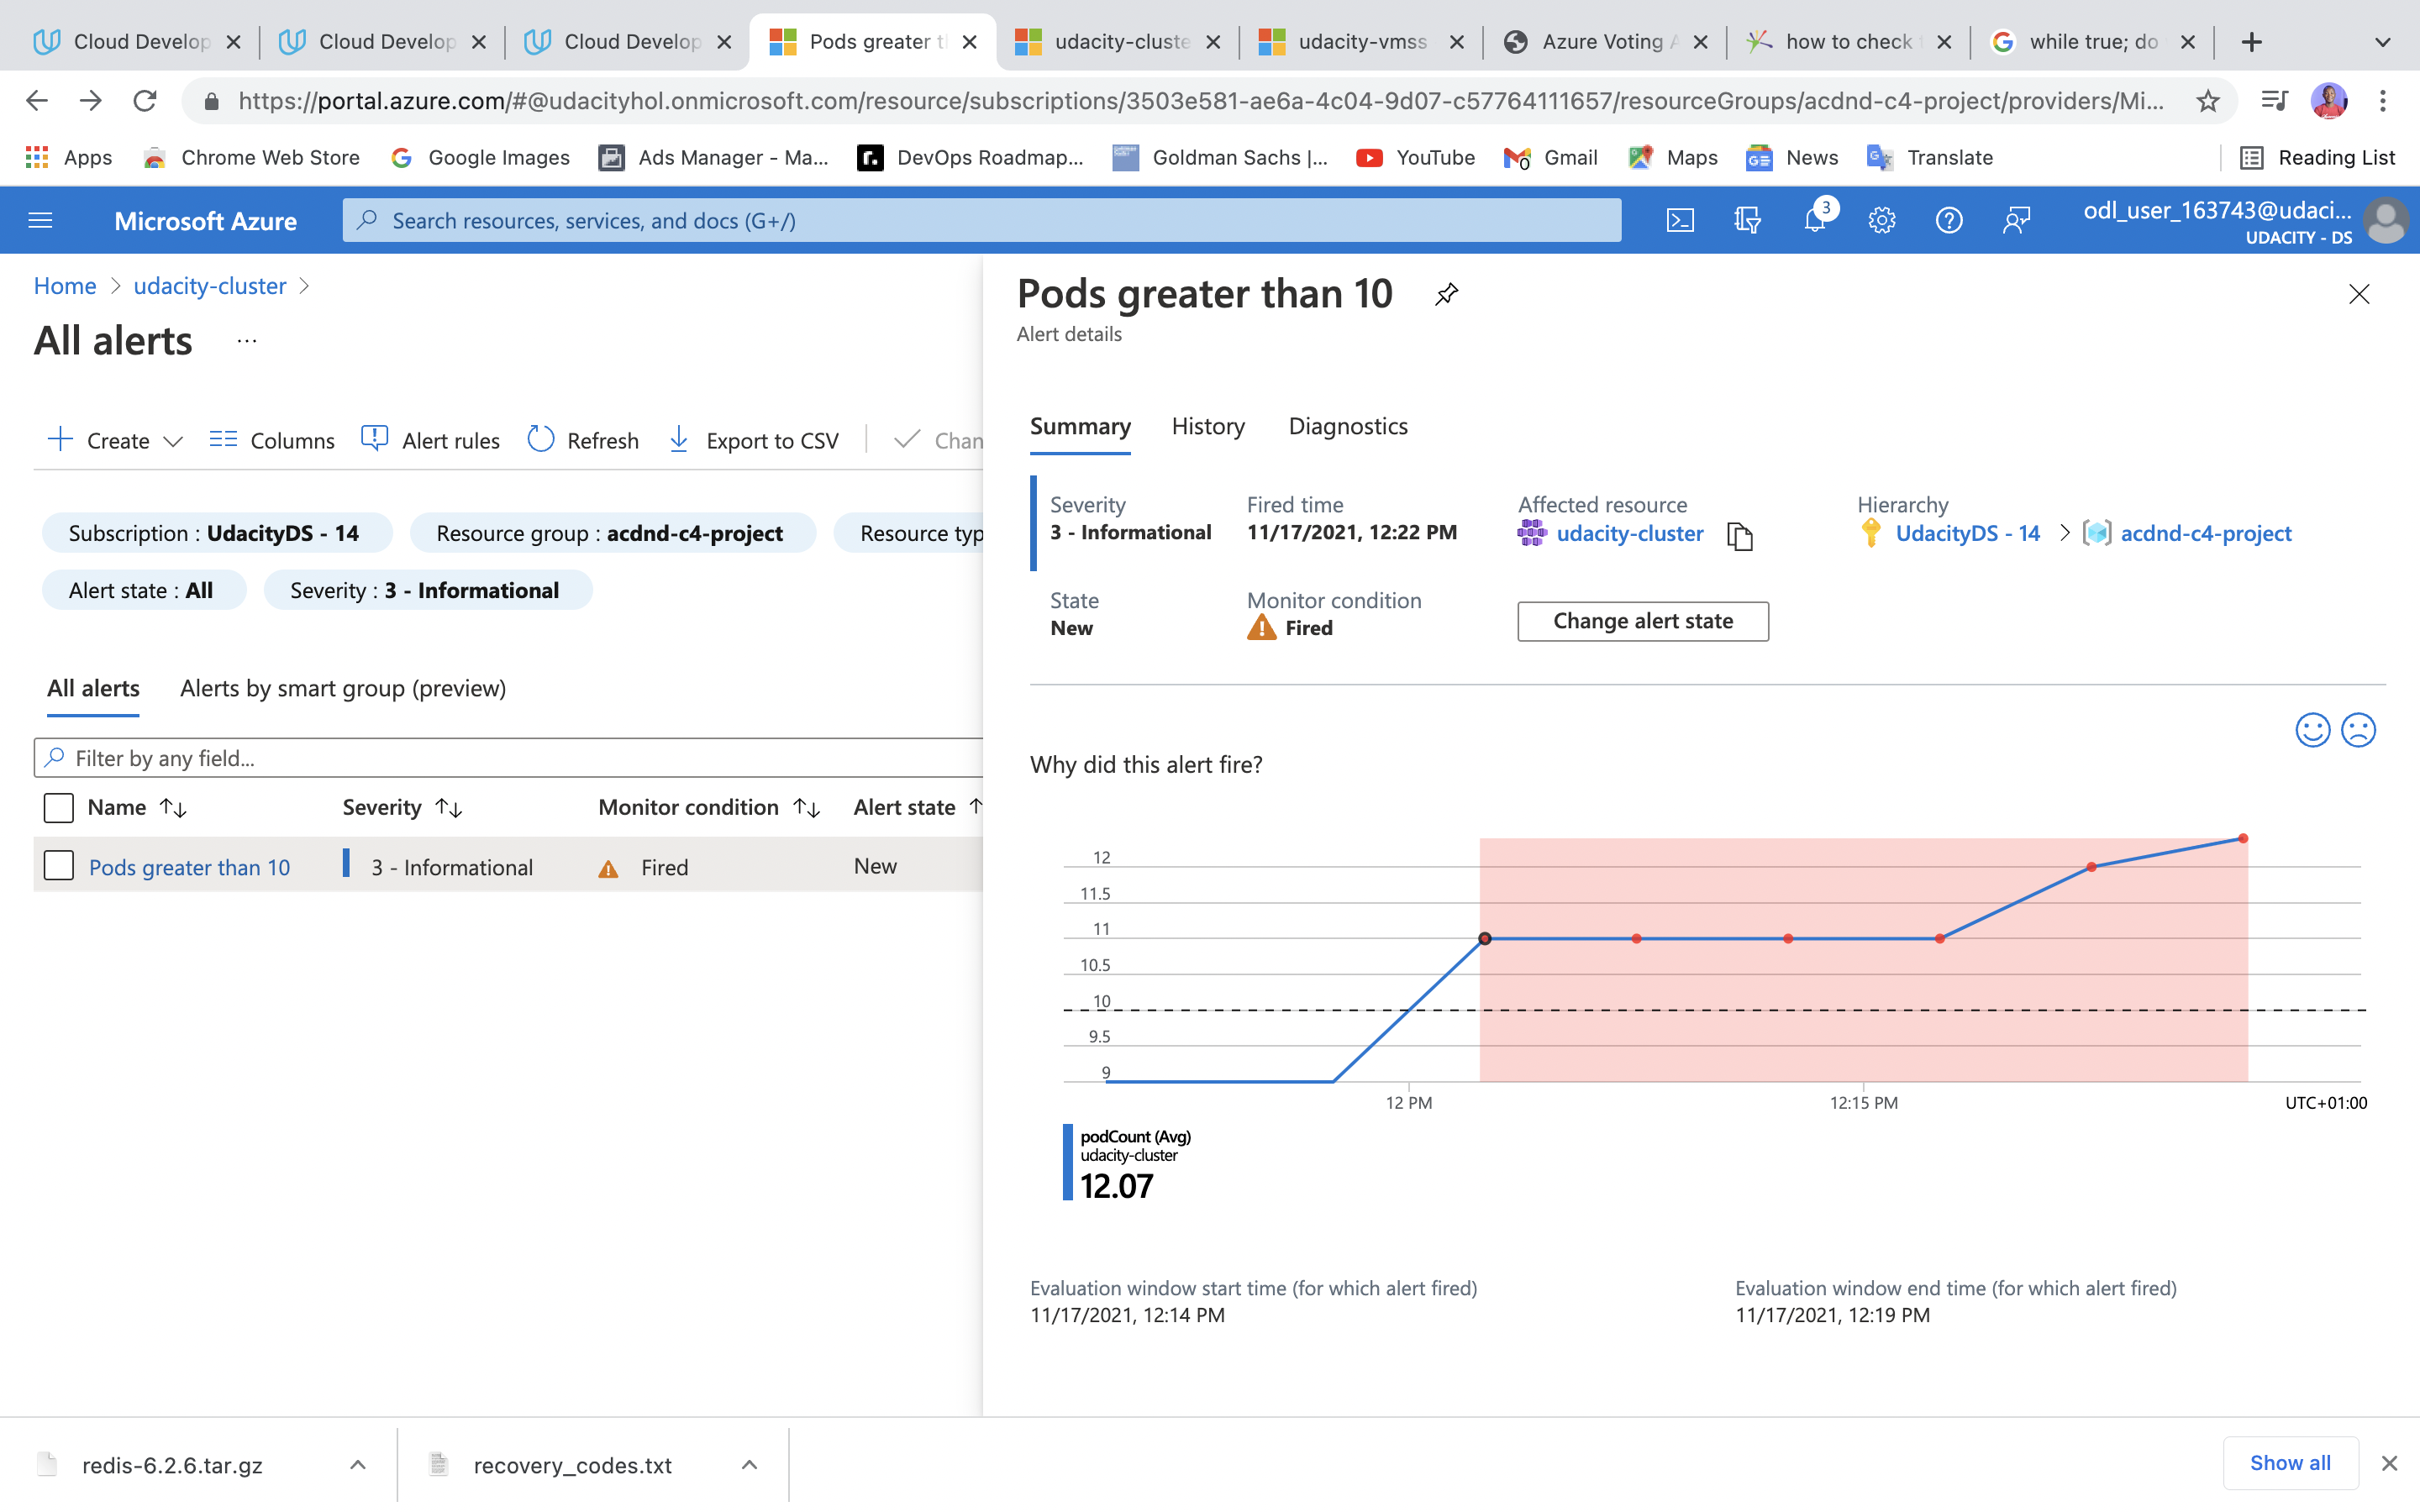 Cloud Develop
Cloud Develop
Cloud Develop
Pods greater t
udacity-cluste
udacity-vmss
Azure Voting A
how to check
while true; do
https://portal.azure.com/#@udacityhol.onmicrosoft.com/resource/subscriptions/3503e581-ae6a-4c04-9d07-c57764111657/resourceGroups/acdnd-c4-project/providers/Mi...
Apps
Chrome Web Store
Google Images
Ads Manager - Ma...
DevOps Roadmap...
Goldman Sachs |...
YouTube
Gmail
Maps
News
Translate
Reading List
Microsoft Azure
Search resources, services, and docs (G+/)
3
odl_user_163743@udaci...
UDACITY - DS
Home > udacity-cluster >
All alerts ...
Create
Columns
Alert rules
Refresh
Export to CSV
Chan
Subscription : UdacityDS - 14
Resource group : acdnd-c4-project
Resource typ
Alert state : All
Severity : 3 - Informational
All alerts
Alerts by smart group (preview)
Filter by any field...
Name
Severity
Monitor condition
Alert state
Pods greater than 10
3 - Informational
Fired
New
Pods greater than 10
Alert details
Summary
History
Diagnostics
Severity
3 - Informational
Fired time
11/17/2021, 12:22 PM
Affected resource
udacity-cluster
Hierarchy
UdacityDS - 14 > acdnd-c4-project
State
New
Monitor condition
Fired
Change alert state
Why did this alert fire?
12
11.5
11
10.5
10
9.5
9
12 PM
12:15 PM
UTC+01:00
podCount (Avg)
udacity-cluster
12.07
Evaluation window start time (for which alert fired)
11/17/2021, 12:14 PM
Evaluation window end time (for which alert fired)
11/17/2021, 12:19 PM
redis-6.2.6.tar.gz
recovery_codes.txt
Show all